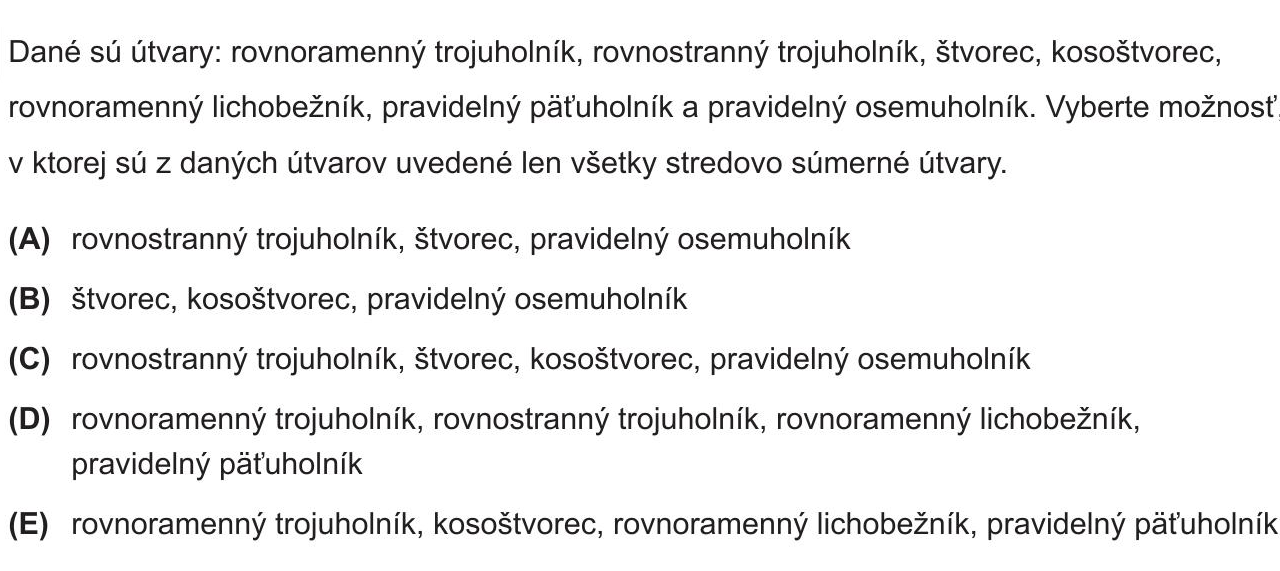 Dané sú útvary: rovnoramenný trojuholník, rovnostranný trojuholník, štvorec, kosoštvorec,
rovnoramenný lichobežník, pravidelný päťuholník a pravidelný osemuholník. Vyberte možnosť,
v ktorej sú z daných útvarov uvedené len všetky stredovo súmerné útvary.
(A) rovnostranný trojuholník, štvorec, pravidelný osemuholník
(B) štvorec, kosoštvorec, pravidelný osemuholník
(C) rovnostranný trojuholník, štvorec, kosoštvorec, pravidelný osemuholník
(D) rovnoramenný trojuholník, rovnostranný trojuholník, rovnoramenný lichobežník,
pravidelný päťuholník
(E) rovnoramenný trojuholník, kosoštvorec, rovnoramenný lichobežník, pravidelný päťuholník